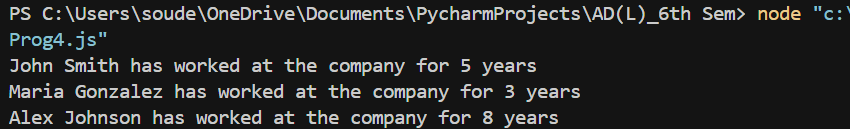 PS C:\Users\soude\OneDrive\Documents\PycharmProjects\AD(L)_6th Sem> node "c:\
Prog4.js"
John Smith has worked at the company for 5 years
Maria Gonzalez has worked at the company for 3 years
Alex Johnson has worked at the company for 8 years